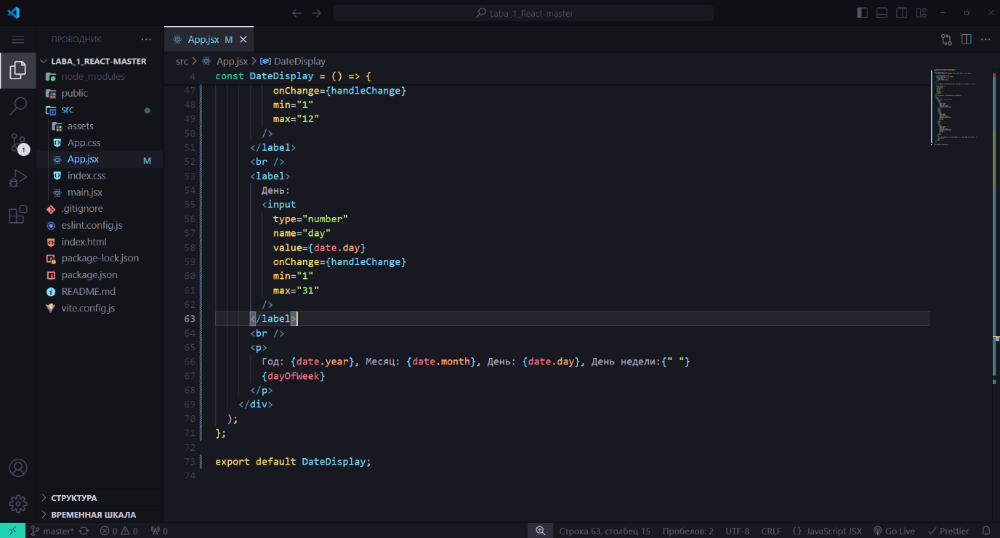 Laba_1_React-master
ПРОВОДНИК
LABA_1_REACT-MASTER
node_modules
public
src
assets
App.css
App.jsx M
index.css
main.jsx
.gitignore
eslint.config.js
index.html
package-lock.json
package.json
README.md
vite.config.js
СТРУКТУРА
ВРЕМЕННАЯ ШКАЛА
1
App.jsx M
src > App.jsx > DateDisplay
4 const DateDisplay = () => {
47 onChange={handleChange}
48 min="1"
49 max="12"
50 />
51 </label>
52 <br />
53 <label>
54 День:
55 <input
56 type="number"
57 name="day"
58 value={date.day}
59 onChange={handleChange}
60 min="1"
61 max="31"
62 />
63 </label>
64 <br />
65 <p>
66 Год: {date.year}, Месяц: {date.month}, День: {date.day}, День недели:{" "}
67 {dayOfWeek}
68 </p>
69 </div>
70 );
71 };
72
73 export default DateDisplay;
74
master* 0 0 0 Строка 63, столбец 15 Пробелов: 2 UTF-8 CRLF {} JavaScript JSX Go Live Prettier